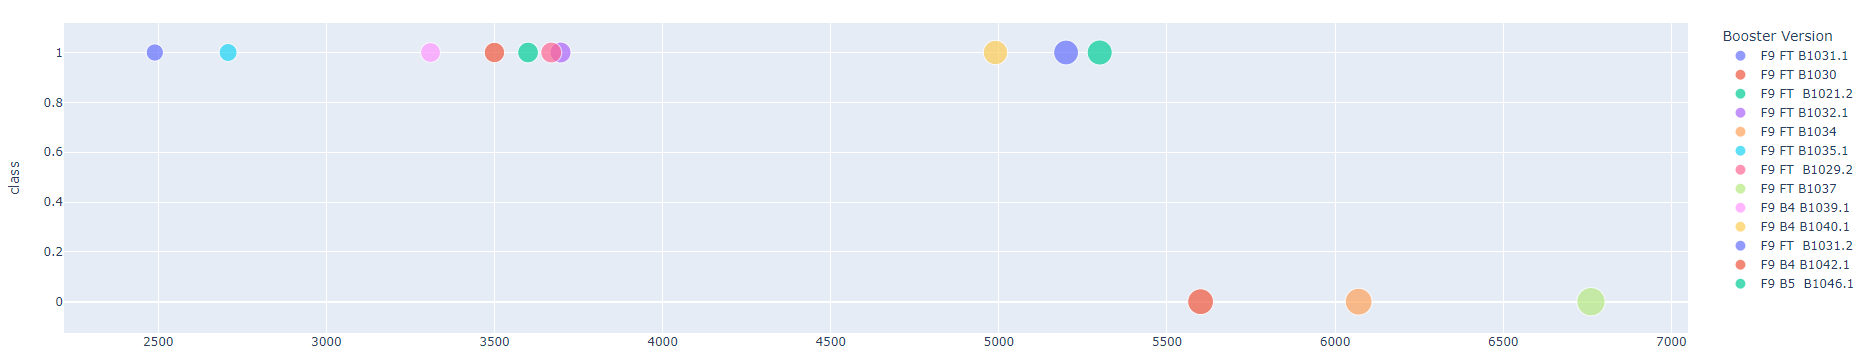 1
0.8
0.6
0.4
0.2
0
class
2500
3000
3500
4000
4500
5000
5500
6000
6500
7000
Booster Version
F9 FT B1031.1
F9 FT B1030
F9 FT  B1021.2
F9 FT B1032.1
F9 FT B1034
F9 FT B1035.1
F9 FT  B1029.2
F9 FT B1037
F9 B4 B1039.1
F9 B4 B1040.1
F9 FT  B1031.2
F9 B4 B1042.1
F9 B5  B1046.1